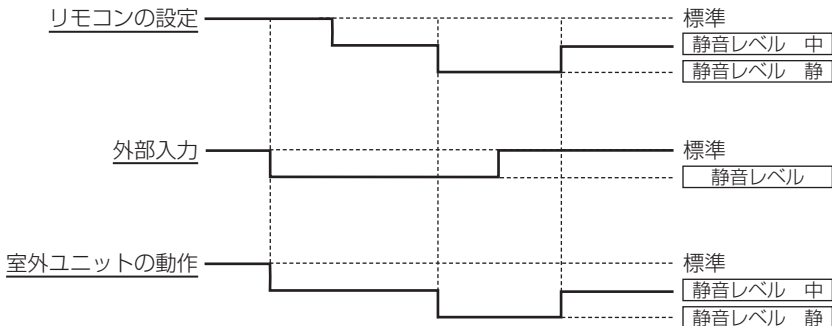 リモコンの設定
標準
静音レベル 中
静音レベル 静
外部入力
標準
静音レベル
室外ユニットの動作
標準
静音レベル 中
静音レベル 静